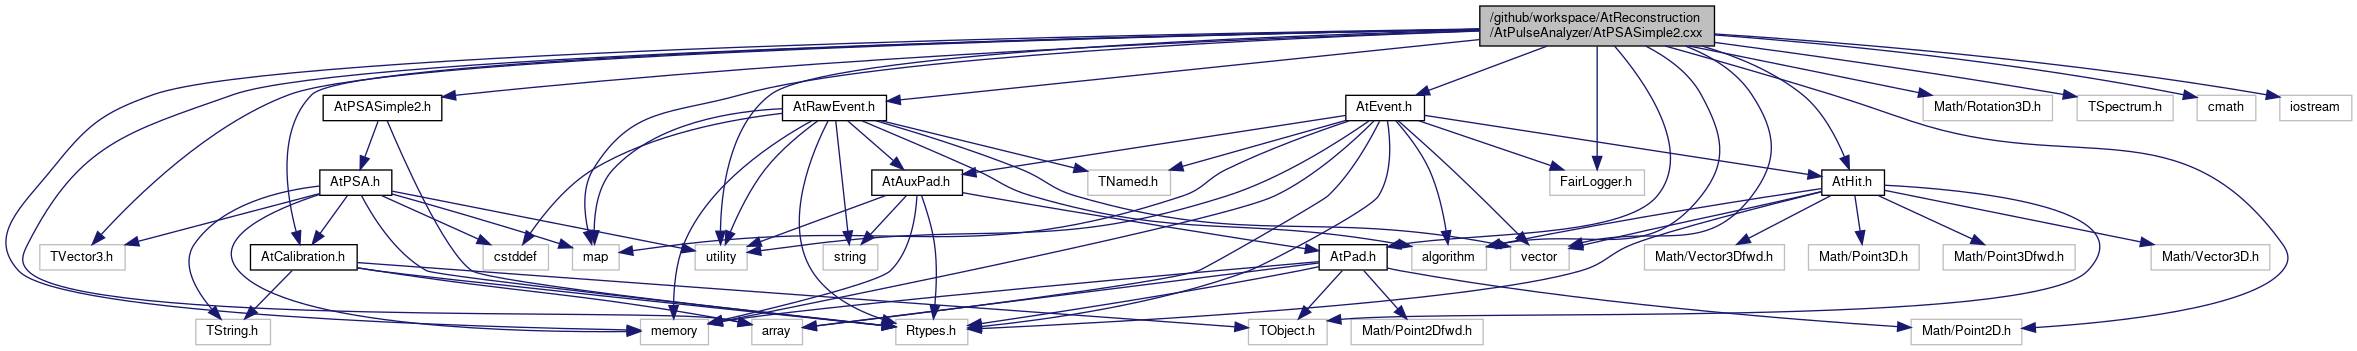 /github/workspace/AtReconstruction
/AtPulseAnalyzer/AtPSASimple2.cxx
AtPSASimple2.h
AtRawEvent.h
AtEvent.h
Math/Rotation3D.h
TSpectrum.h
cmath
iostream
AtPSA.h
AtAuxPad.h
TNamed.h
FairLogger.h
AtHit.h
TVector3.h
AtCalibration.h
cstddef
map
utility
string
AtPad.h
algorithm
vector
Math/Vector3Dfwd.h
Math/Point3D.h
Math/Point3Dfwd.h
Math/Vector3D.h
TString.h
memory
array
Rtypes.h
TObject.h
Math/Point2Dfwd.h
Math/Point2D.h